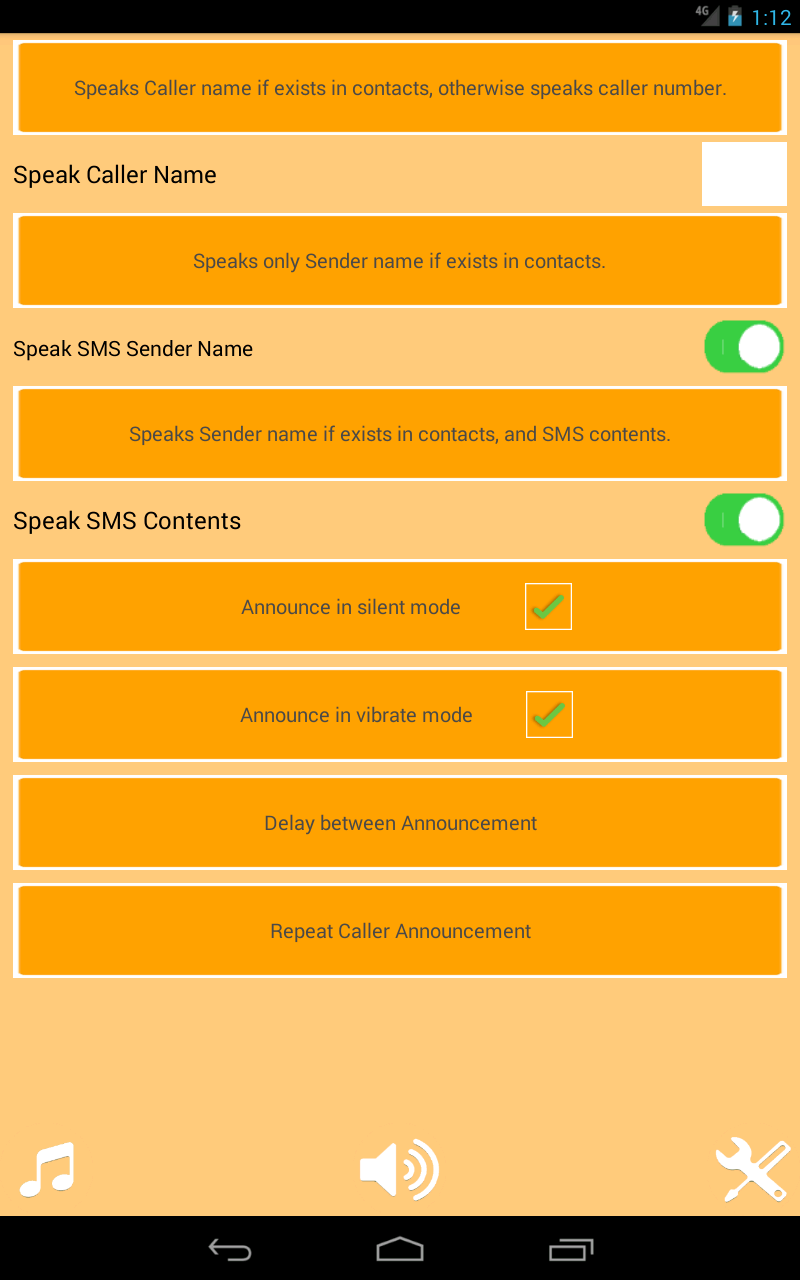 4G 1:12
Speaks Caller name if exists in contacts, otherwise speaks caller number.
Speak Caller Name
Speaks only Sender name if exists in contacts.
Speak SMS Sender Name
Speaks Sender name if exists in contacts, and SMS contents.
Speak SMS Contents
Announce in silent mode
Announce in vibrate mode
Delay between Announcement
Repeat Caller Announcement